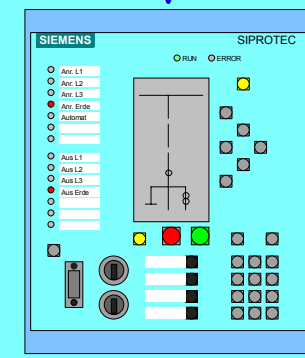 SIEMENS
SIPROTEC
RUN
ERROR
Anr. L1
Anr. L2
Anr. L3
Anr. Erde
Automat
Aus L1
Aus L2
Aus L3
Aus Erde